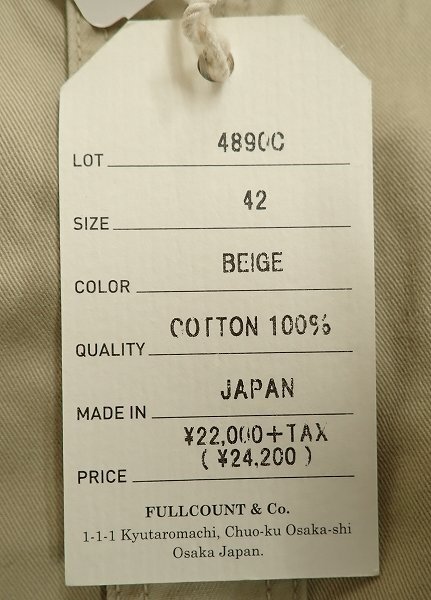 LOT 4890C
SIZE 42
COLOR BEIGE
QUALITY COTTON 100%
MADE IN JAPAN
¥22,000+TAX
PRICE ( ¥24,200 )
FULLCOUNT & Co.
1-1-1 Kyutaromachi, Chuo-ku Osaka-shi
Osaka Japan.